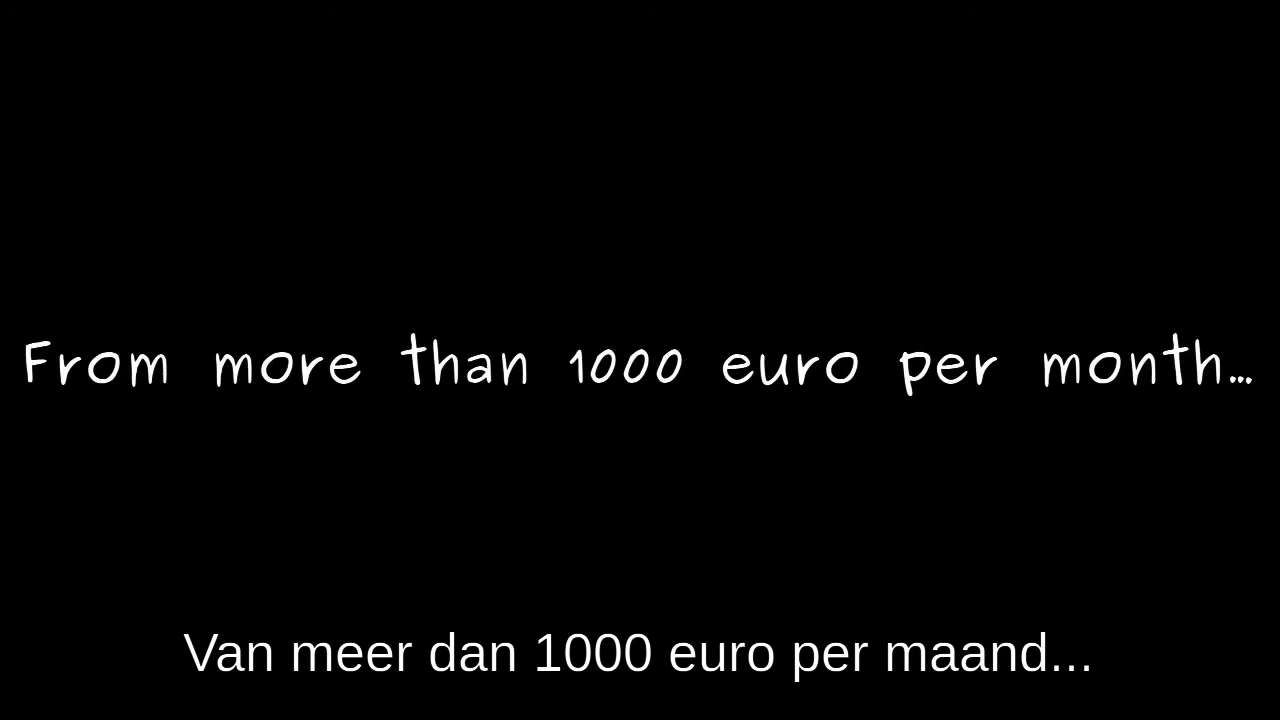 From more than 1000 euro per month...
Van meer dan 1000 euro per maand...